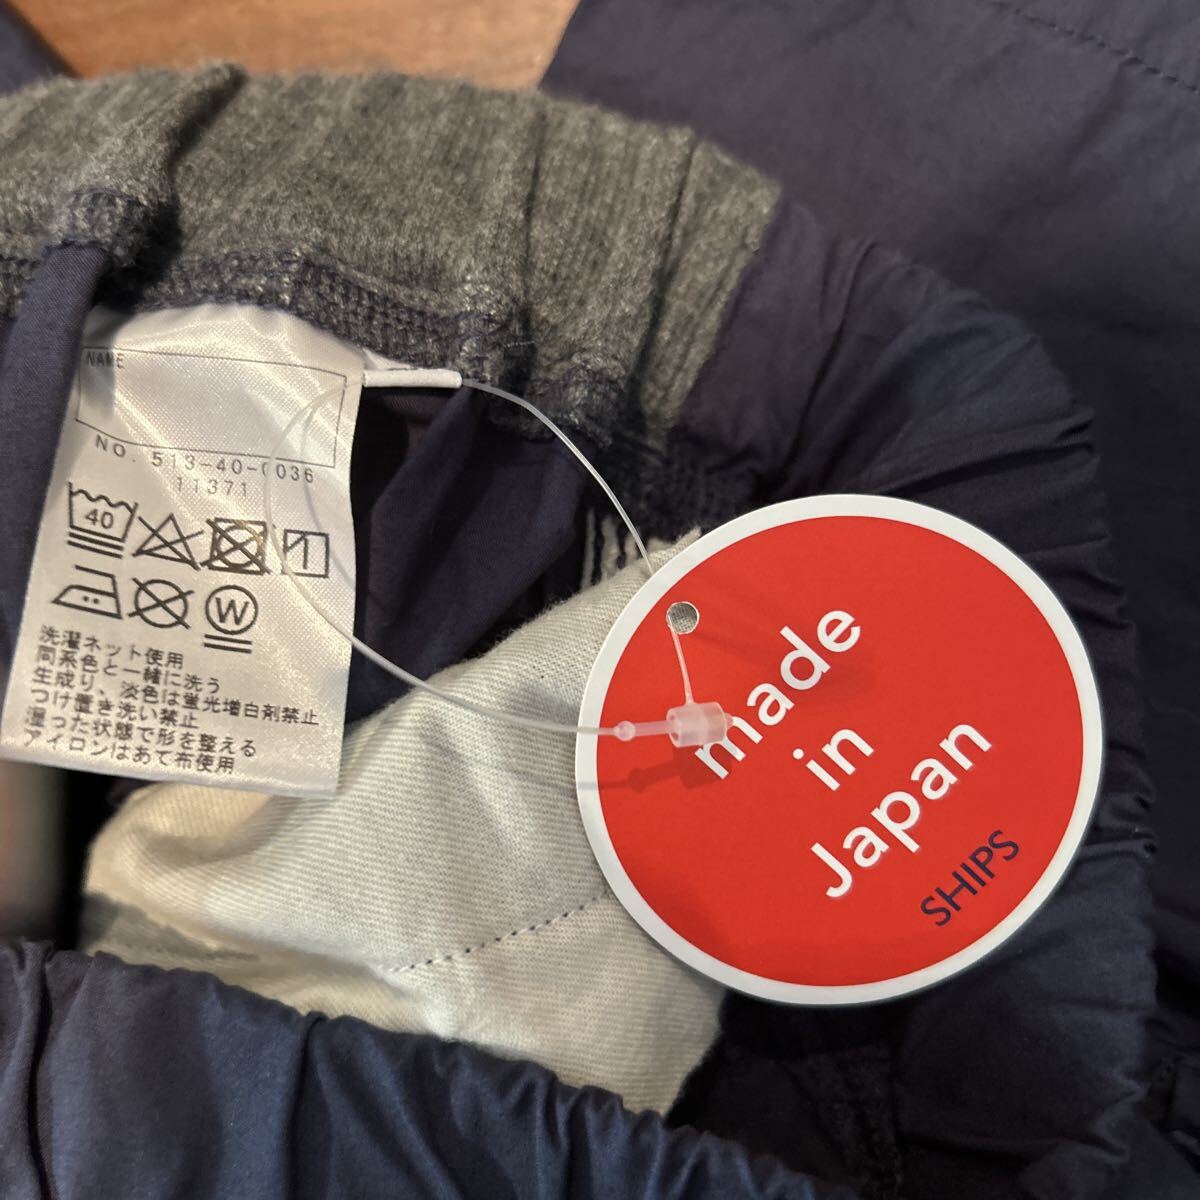 NAME
NO. 513-40-0036
11371
40
W
洗濯ネット使用
同系色と一緒に洗う
生成り、淡色は蛍光増白剤禁止
つけ置き洗い禁止
湿った状態で形を整える
アイロンはあて布使用
made
in
Japan
SHIPS